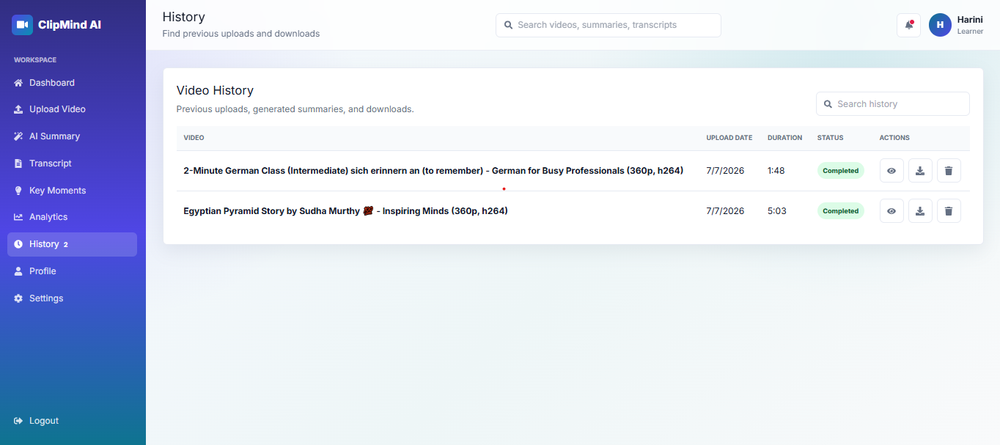 ClipMind AI
WORKSPACE
Dashboard
Upload Video
AI Summary
Transcript
Key Moments
Analytics
History 2
Profile
Settings
Logout
History
Find previous uploads and downloads
Search videos, summaries, transcripts
H
Harini
Learner
Video History
Previous uploads, generated summaries, and downloads.
Search history
VIDEO UPLOAD DATE DURATION STATUS ACTIONS
2-Minute German Class (Intermediate) sich erinnern an (to remember) - German for Busy Professionals (360p, h264) 7/7/2026 1:48 Completed
Egyptian Pyramid Story by Sudha Murthy - Inspiring Minds (360p, h264) 7/7/2026 5:03 Completed